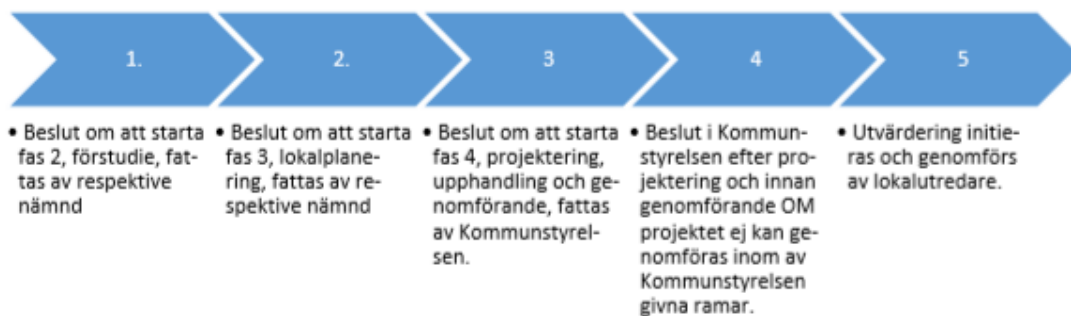 1.
2.
3
4
5
• Beslut om att starta
fas 2, förstudie, fat-
tas av respektive
nämnd
• Beslut om att starta
fas 3, lokalplane-
ring, fattas av re-
spektive nämnd
• Beslut om att starta
fas 4, projektering,
upphandling och ge-
nomförande, fattas
av Kommunstyrel-
sen.
• Beslut i Kommun-
styrelsen efter pro-
jektering och innan
genomförande OM
projektet ej kan ge-
nomföras inom av
Kommunstyrelsen
givna ramar.
• Utvärdering initie-
ras och genomförs
av lokalutredare.